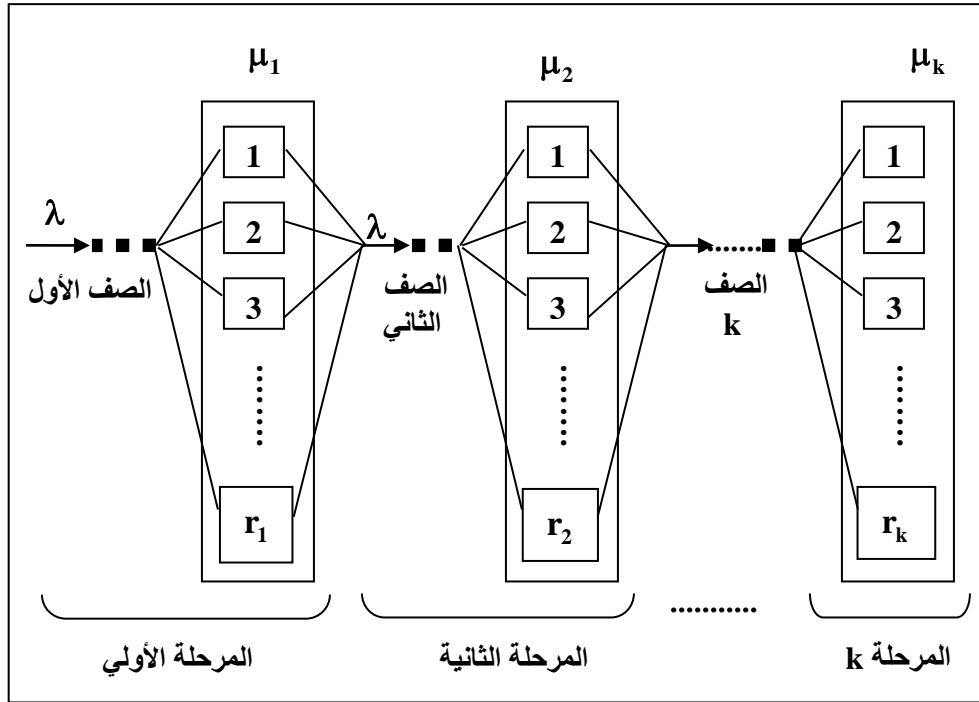 μ₁ μ₂ μₖ
1 1 1
λ 2 λ 2 ........ 2
الصف الأول
الصف
الثاني
الصف
k
3 3 3
........ ........ ........
r₁ r₂ rₖ
...........
المرحلة الأولي المرحلة الثانية المرحلة k